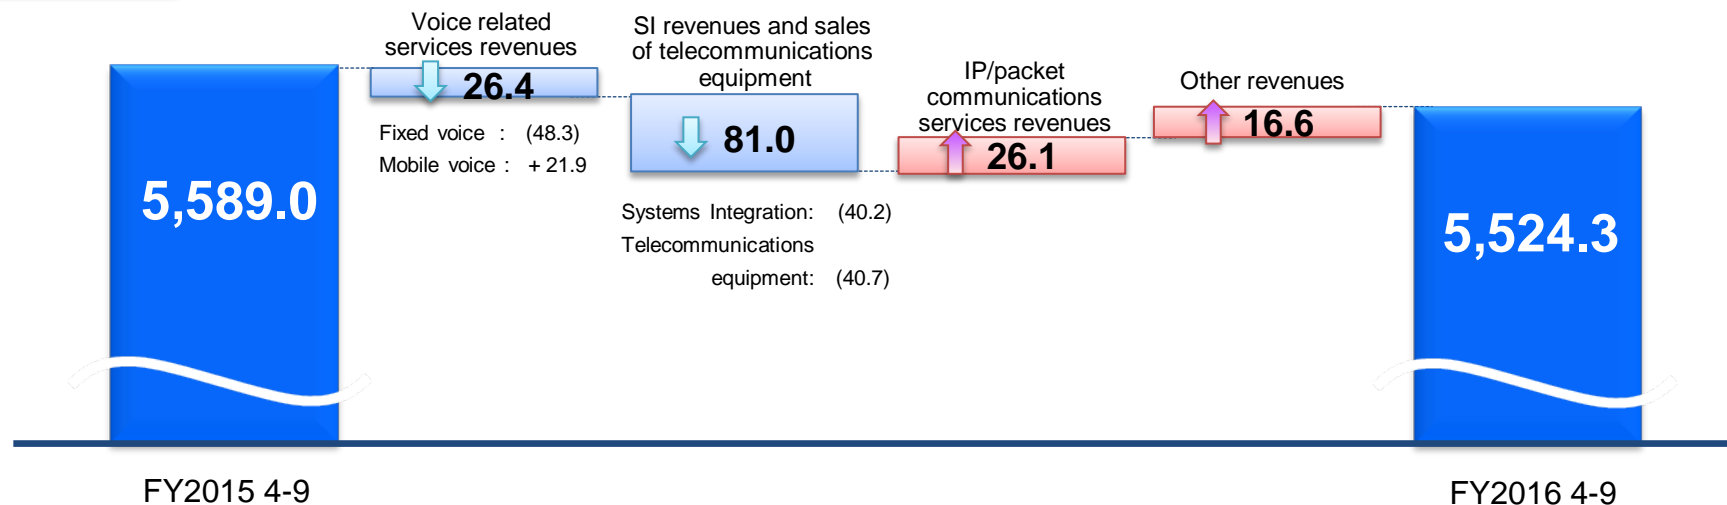 Voice related
services revenues
26.4
Fixed voice : (48.3)
Mobile voice : + 21.9
SI revenues and sales
of telecommunications
equipment
81.0
Systems Integration: (40.2)
Telecommunications
equipment: (40.7)
IP/packet
communications
services revenues
26.1
Other revenues
16.6
5,589.0
5,524.3
FY2015 4-9
FY2016 4-9